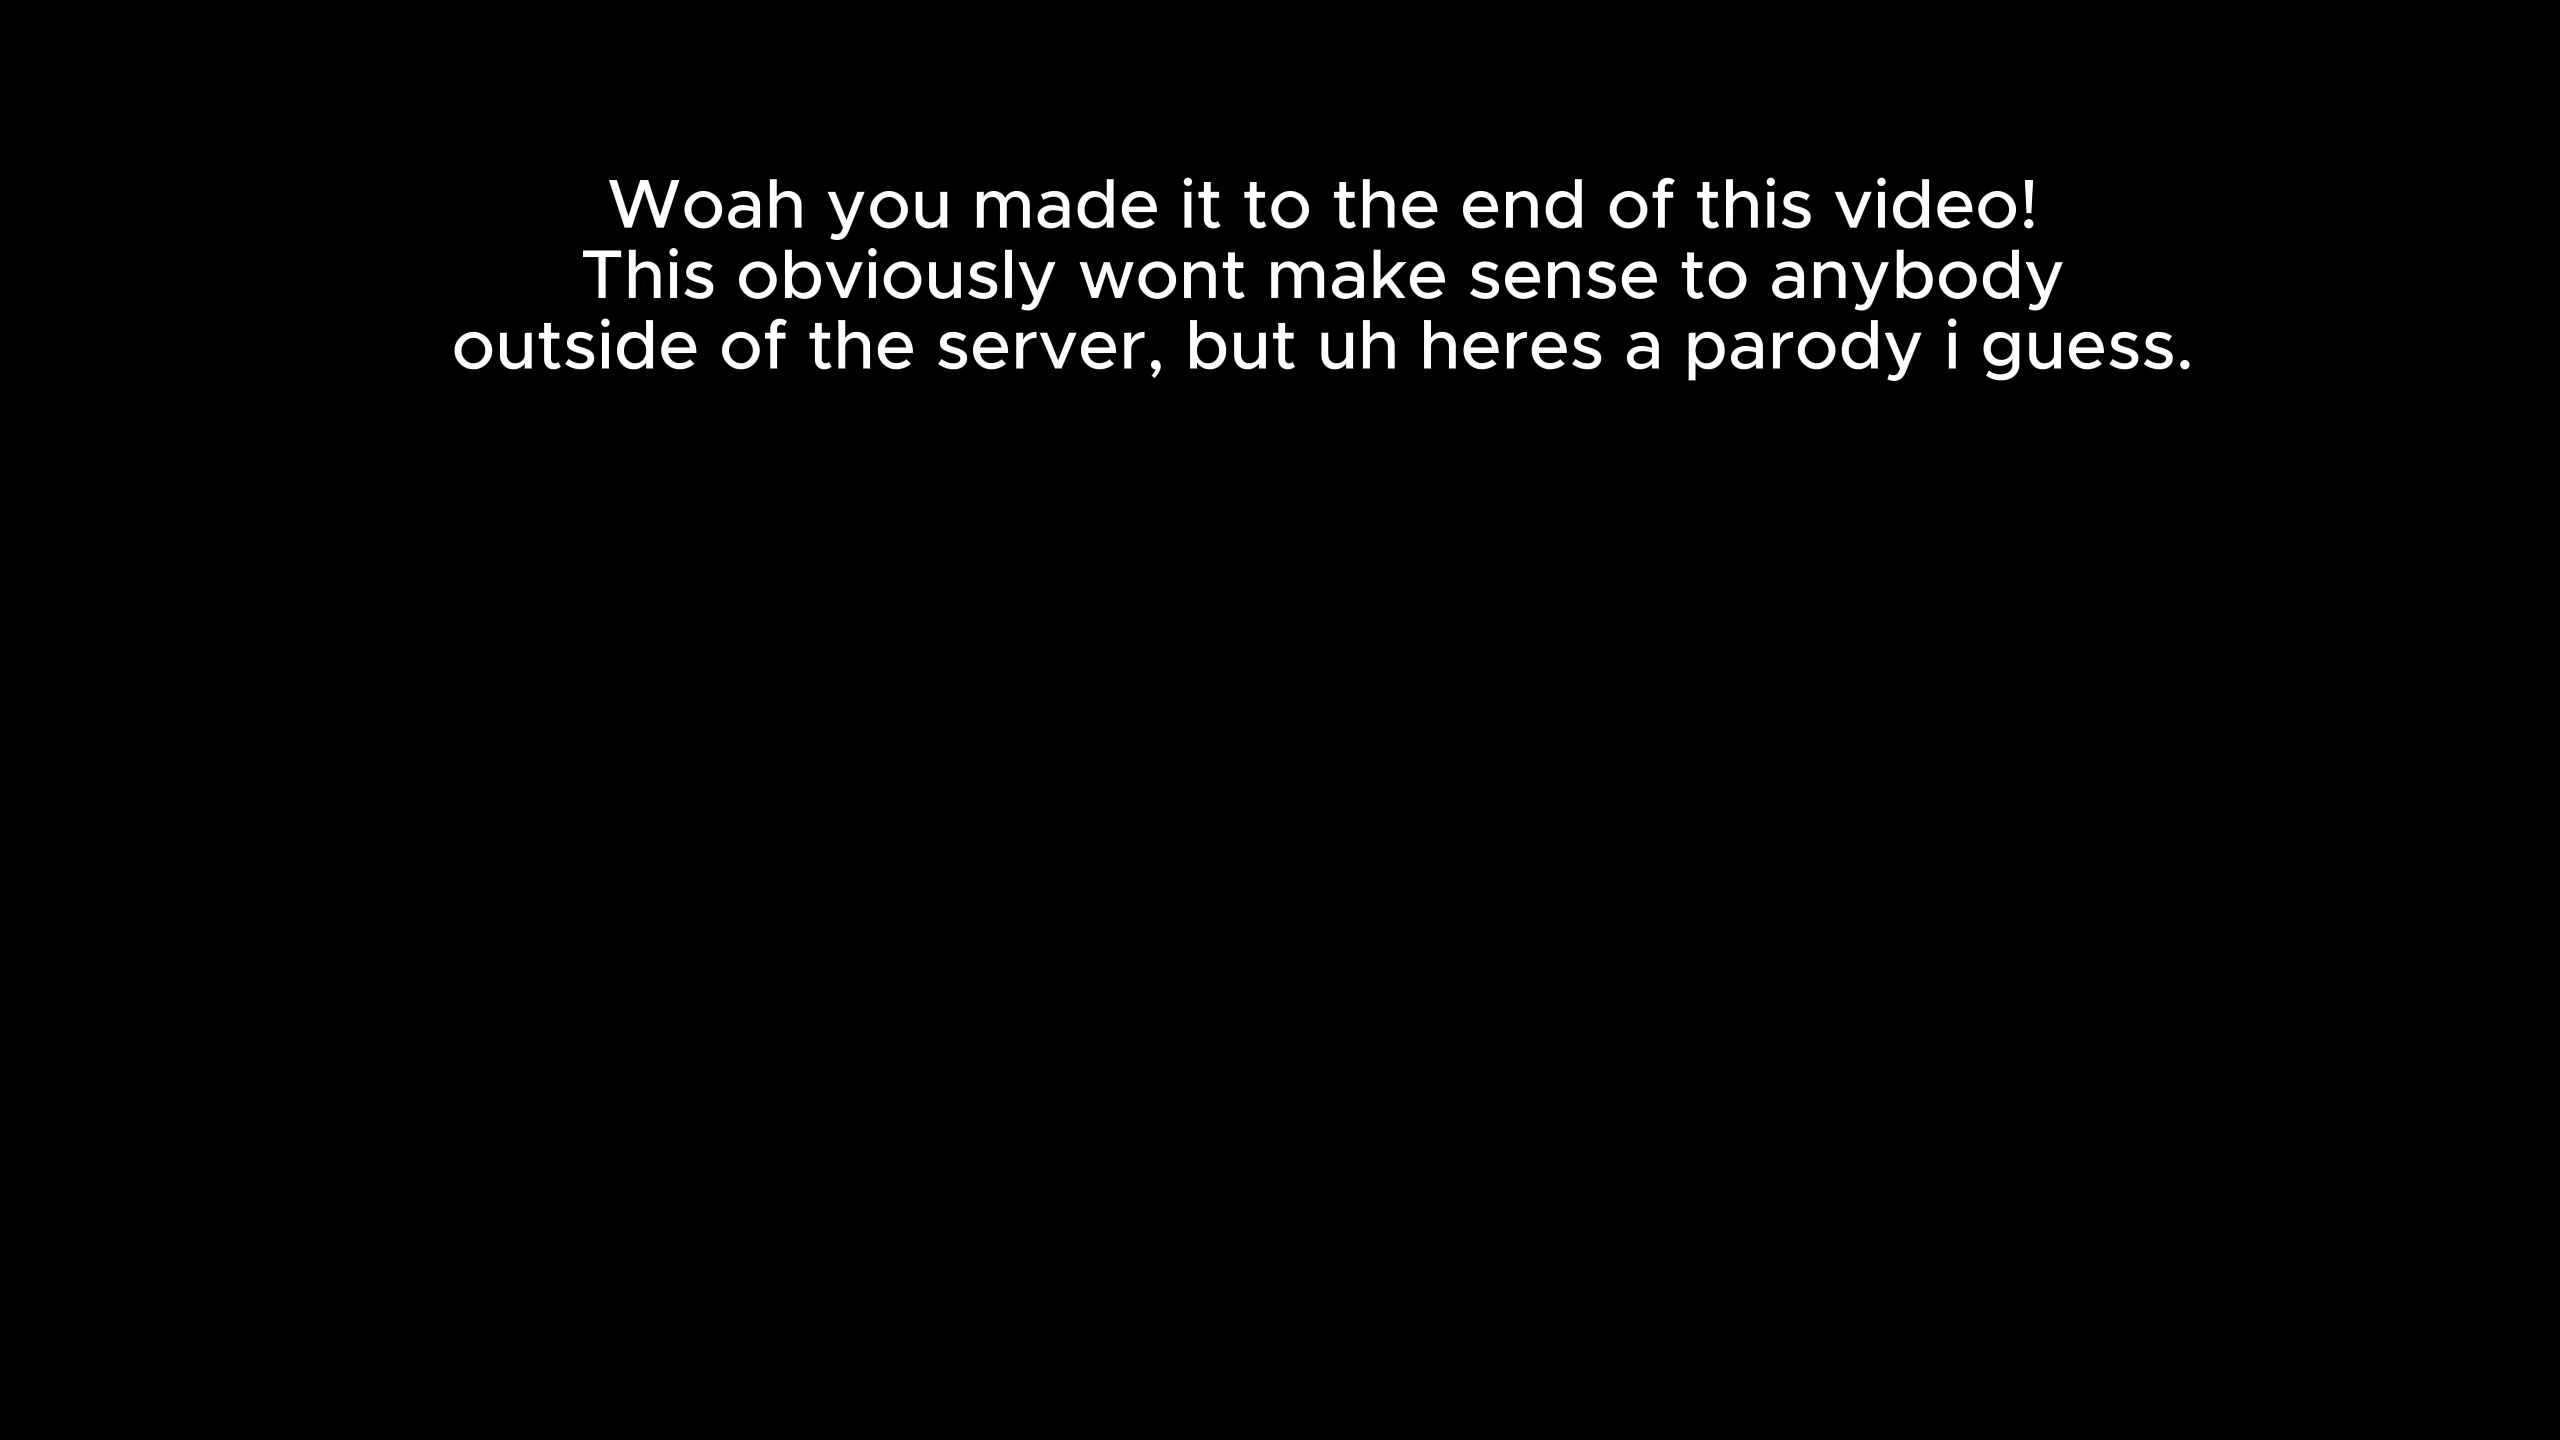 Woah you made it to the end of this video!
This obviously wont make sense to anybody
outside of the server, but uh heres a parody i guess.